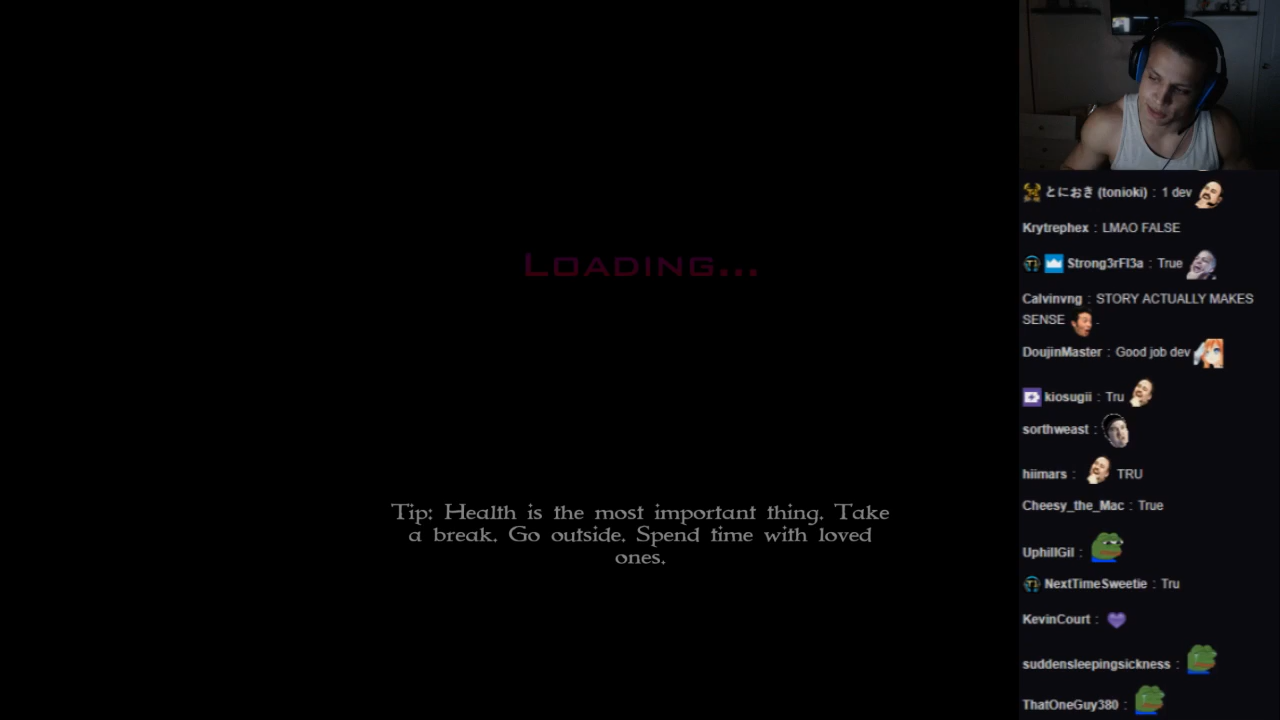 Loading...
Tip: Health is the most important thing. Take
a break. Go outside. Spend time with loved
ones.
とにおき (tonioki) : 1 dev
Krytrephex : LMAO FALSE
Strong3rFl3a : True
Calvinvng : STORY ACTUALLY MAKES
SENSE .
DoujinMaster : Good job dev
kiosugii : Tru
sorthweast :
hiimars : TRU
Cheesy_the_Mac : True
UphillGil :
NextTimeSweetie : Tru
KevinCourt :
suddensleepingsickness :
ThatOneGuy380 :